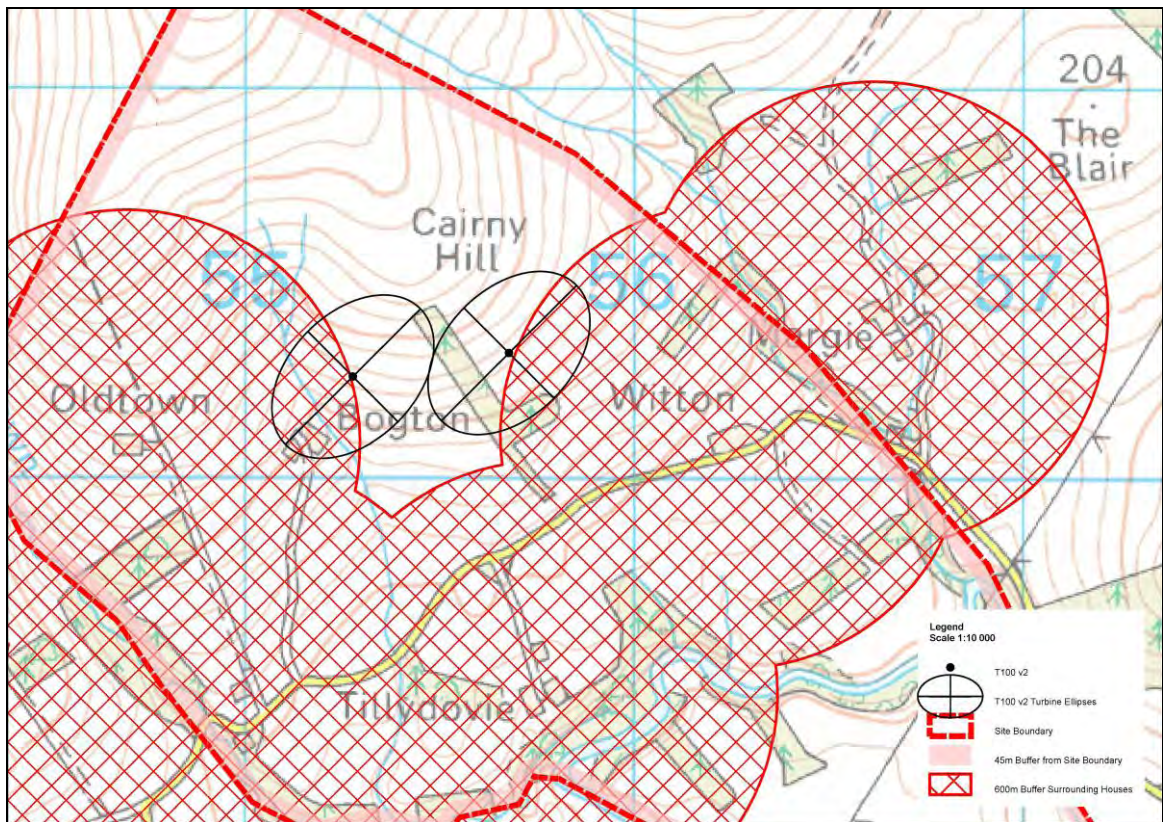 204
The
Blair
Cairny
Hill
55
56
57
Margie
Oldtown
Bogton
Witton
Tillydovie
Legend
Scale 1:10 000
T100 v2
T100 v2 Turbine Ellipses
Site Boundary
45m Buffer from Site Boundary
600m Buffer Surrounding Houses